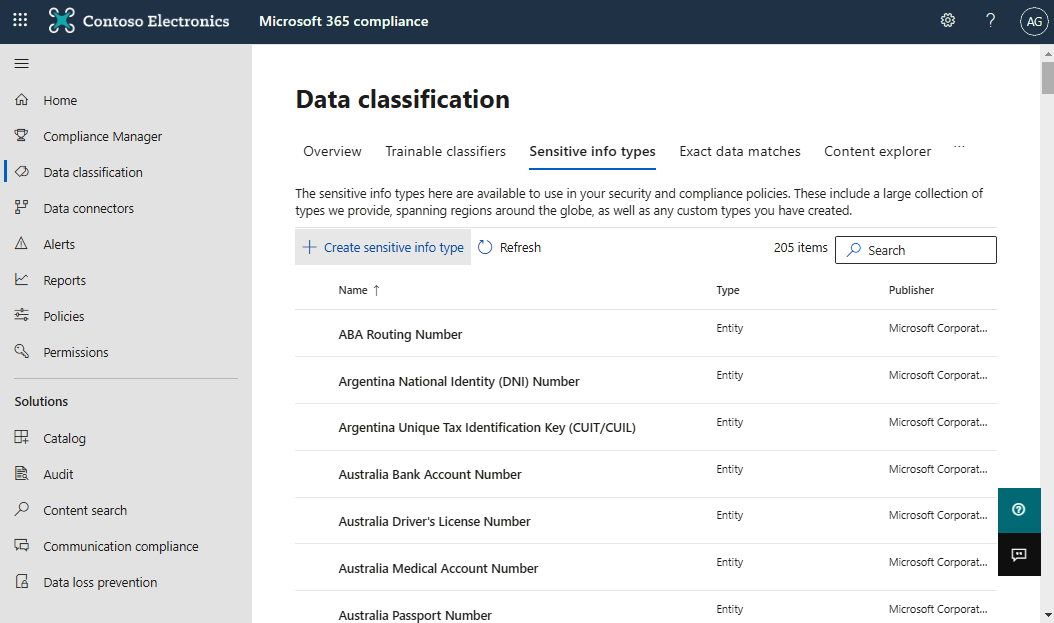 Contoso Electronics
Microsoft 365 compliance
?
AG
Home
Compliance Manager
Data classification
Data connectors
Alerts
Reports
Policies
Permissions
Solutions
Catalog
Audit
Content search
Communication compliance
Data loss prevention
Data classification
Overview Trainable classifiers Sensitive info types Exact data matches Content explorer ...
The sensitive info types here are available to use in your security and compliance policies. These include a large collection of
types we provide, spanning regions around the globe, as well as any custom types you have created.
+ Create sensitive info type Refresh 205 items Search
Name ↑ Type Publisher
ABA Routing Number Entity Microsoft Corporat...
Argentina National Identity (DNI) Number Entity Microsoft Corporat...
Argentina Unique Tax Identification Key (CUIT/CUIL) Entity Microsoft Corporat...
Australia Bank Account Number Entity Microsoft Corporat...
Australia Driver's License Number Entity Microsoft Corporat...
Australia Medical Account Number Entity Microsoft Corporat...
Australia Passport Number Entity Microsoft Corporat...